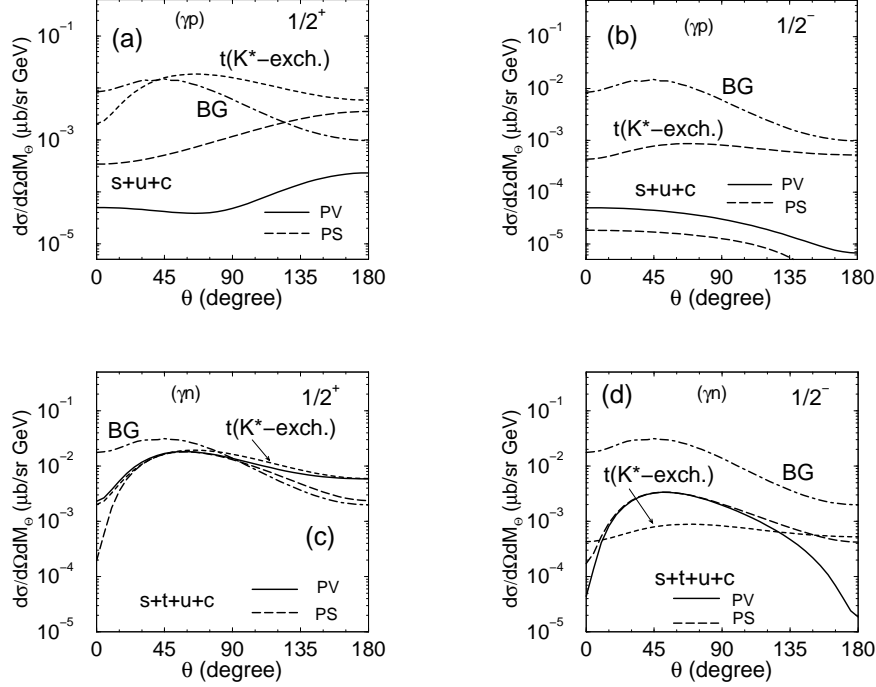 (a) (γp) 1/2⁺
t(K*−exch.)
BG
s+u+c
PV
PS
10⁻¹
10⁻²
10⁻³
10⁻⁴
10⁻⁵
dσ/dΩdM_Θ (μb/sr GeV)
0 45 90 135 180
θ (degree)
(b) (γp) 1/2⁻
BG
t(K*−exch.)
s+u+c
PV
PS
10⁻¹
10⁻²
10⁻³
10⁻⁴
10⁻⁵
dσ/dΩdM_Θ (μb/sr GeV)
0 45 90 135 180
θ (degree)
(γn) 1/2⁺
BG t(K*−exch.)
(c)
s+t+u+c
PV
PS
10⁻¹
10⁻²
10⁻³
10⁻⁴
10⁻⁵
dσ/dΩdM_Θ (μb/sr GeV)
0 45 90 135 180
θ (degree)
(d) (γn) 1/2⁻
BG
t(K*−exch.)
s+t+u+c
PV
PS
10⁻¹
10⁻²
10⁻³
10⁻⁴
10⁻⁵
dσ/dΩdM_Θ (μb/sr GeV)
0 45 90 135 180
θ (degree)